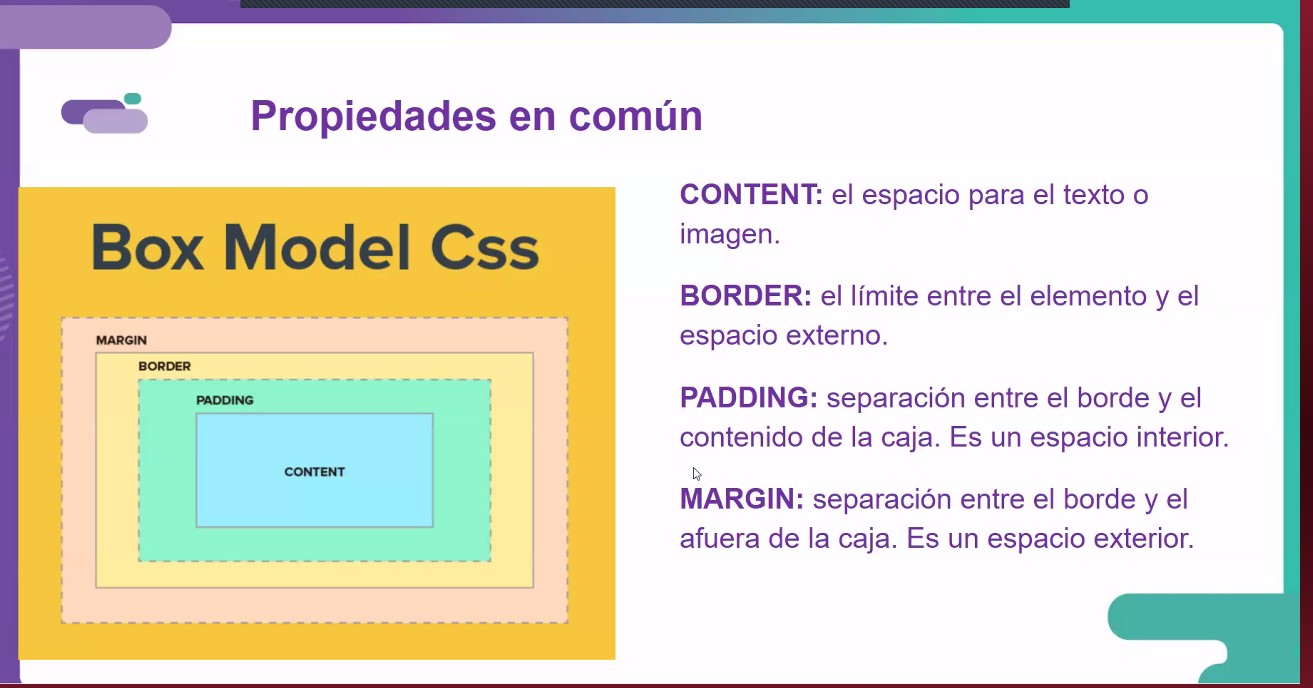 Propiedades en común
Box Model Css
MARGIN
BORDER
PADDING
CONTENT
CONTENT: el espacio para el texto o
imagen.
BORDER: el límite entre el elemento y el
espacio externo.
PADDING: separación entre el borde y el
contenido de la caja. Es un espacio interior.
MARGIN: separación entre el borde y el
afuera de la caja. Es un espacio exterior.